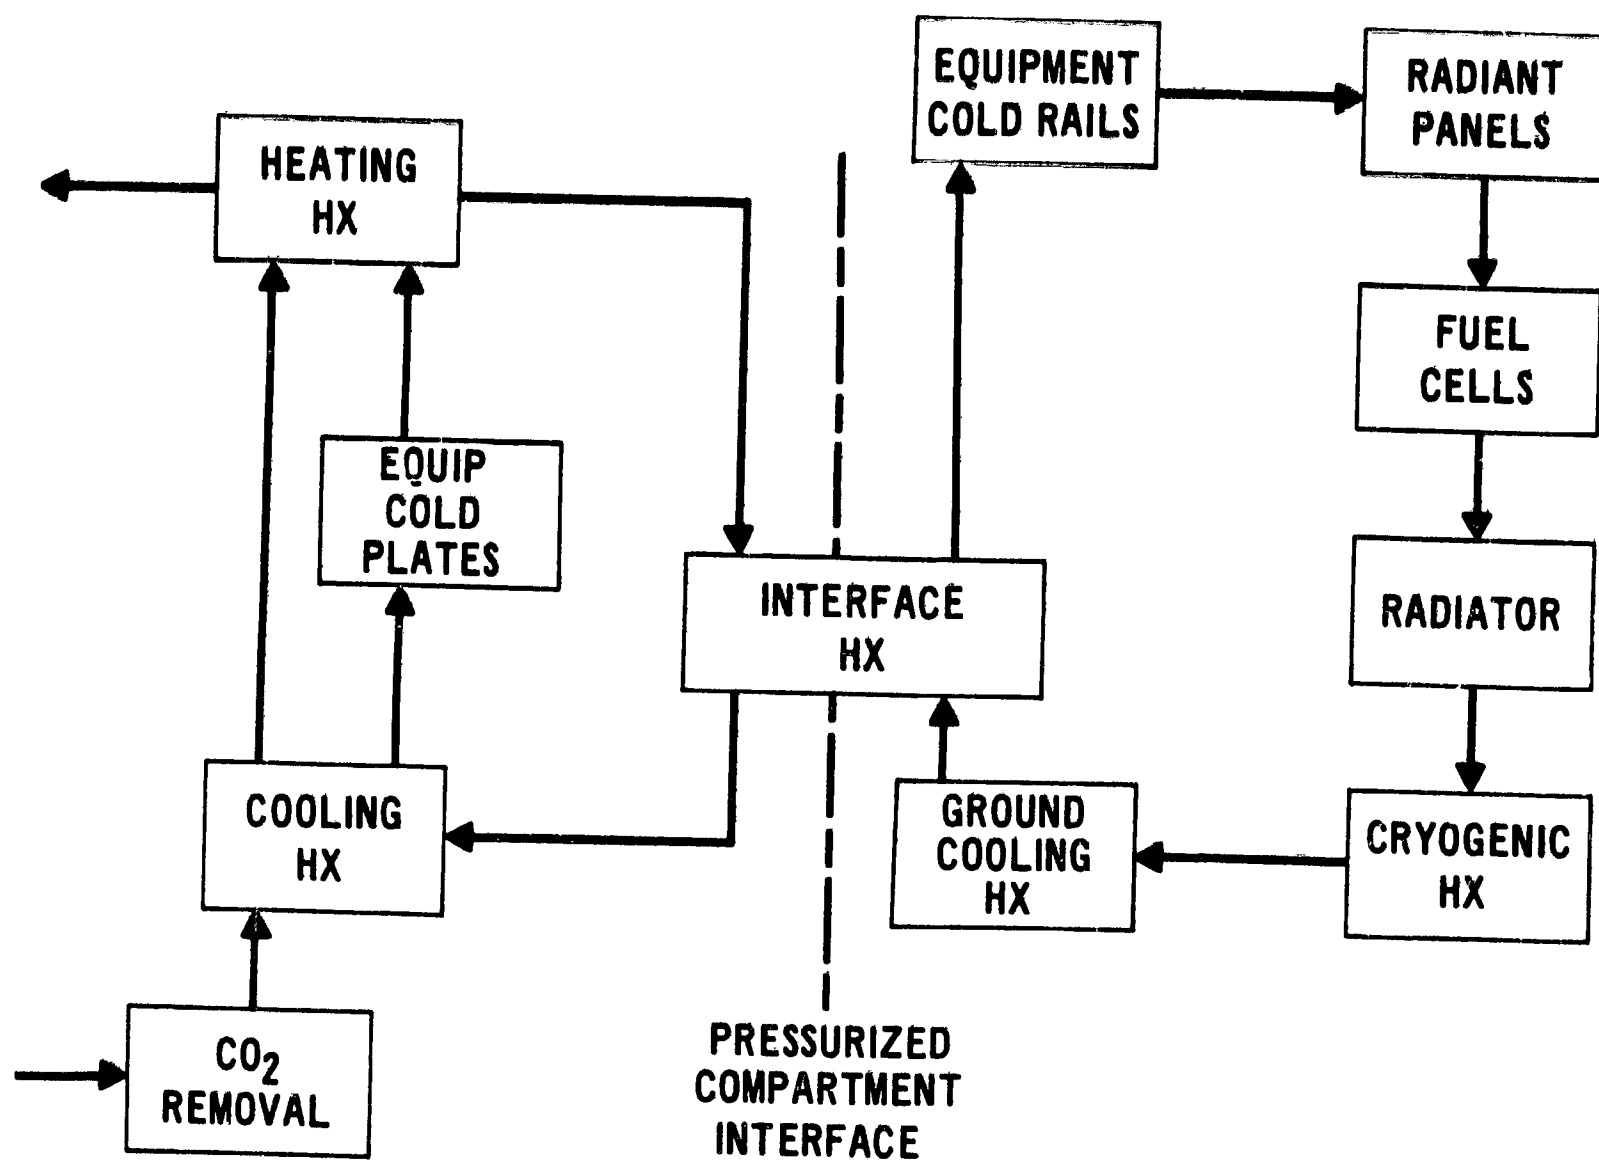 EQUIPMENT
COLD RAILS
RADIANT
PANELS
HEATING
HX
FUEL
CELLS
EQUIP
COLD
PLATES
INTERFACE
HX
RADIATOR
COOLING
HX
GROUND
COOLING
HX
CRYOGENIC
HX
CO₂
REMOVAL
PRESSURIZED
COMPARTMENT
INTERFACE